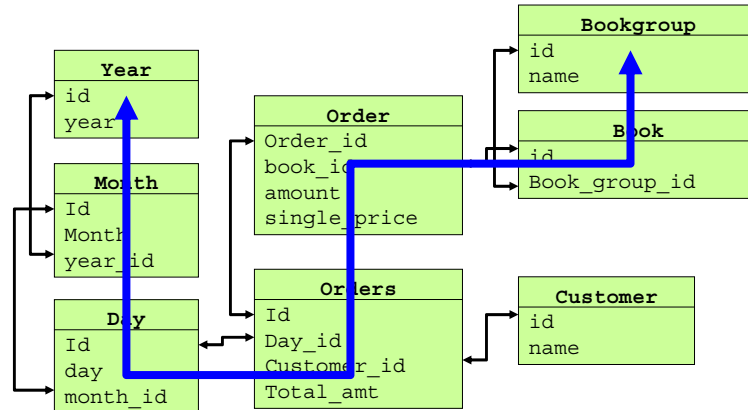 Year
id
year
Month
Id
Month
year_id
Day
Id
day
month_id
Order
Order_id
book_id
amount
single_price
Orders
Id
Day_id
Customer_id
Total_amt
Bookgroup
id
name
Book
id
Book_group_id
Customer
id
name